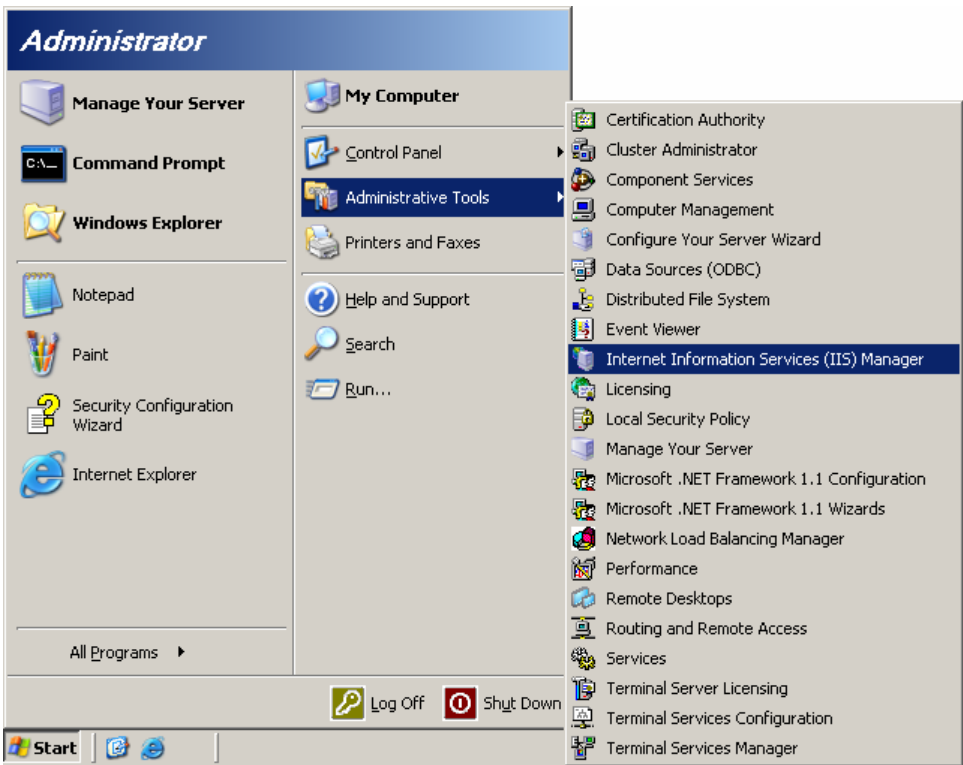 Administrator
Manage Your Server
Command Prompt
Windows Explorer
Notepad
Paint
Security Configuration
Wizard
Internet Explorer
All Programs
My Computer
Control Panel
Administrative Tools
Printers and Faxes
Help and Support
Search
Run...
Log Off
Shut Down
Start
Certification Authority
Cluster Administrator
Component Services
Computer Management
Configure Your Server Wizard
Data Sources (ODBC)
Distributed File System
Event Viewer
Internet Information Services (IIS) Manager
Licensing
Local Security Policy
Manage Your Server
Microsoft .NET Framework 1.1 Configuration
Microsoft .NET Framework 1.1 Wizards
Network Load Balancing Manager
Performance
Remote Desktops
Routing and Remote Access
Services
Terminal Server Licensing
Terminal Services Configuration
Terminal Services Manager